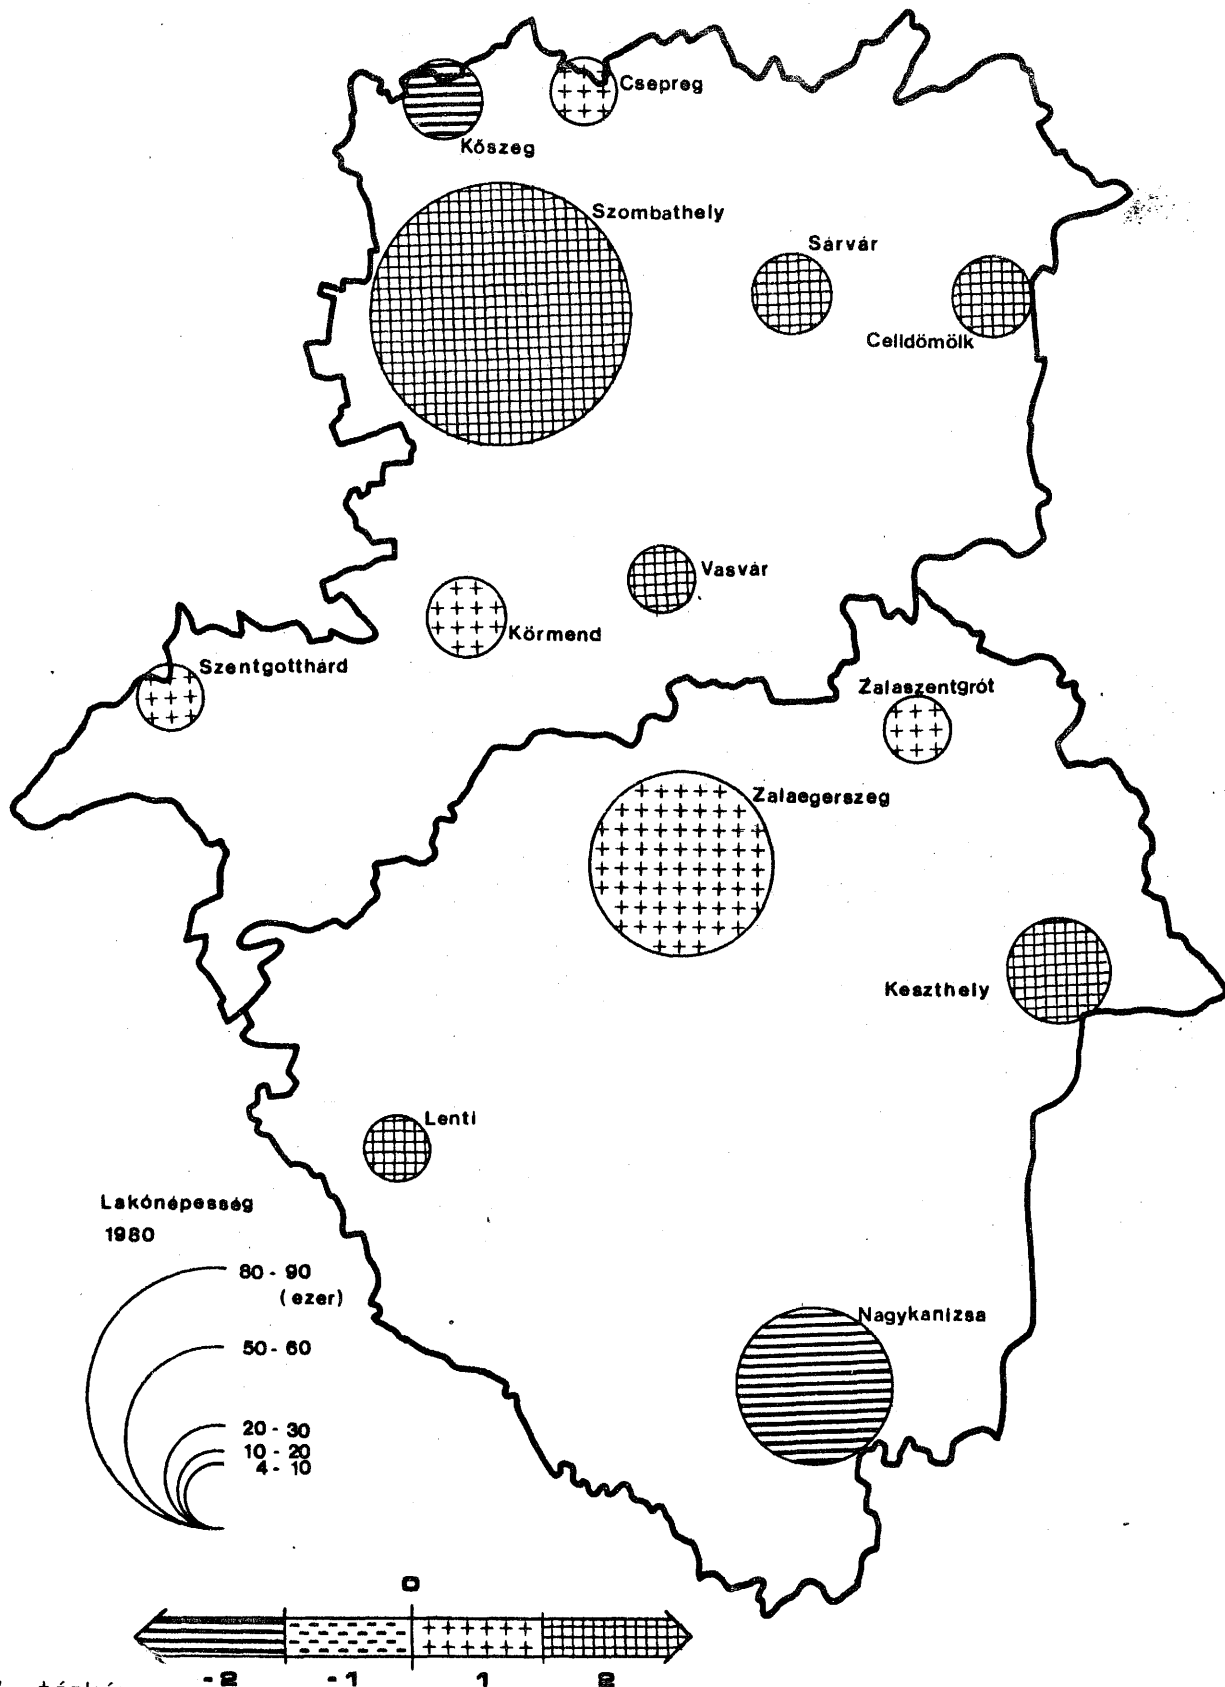 Csepreg
Kőszeg
Szombathely
Sárvár
Celldömölk
Vasvár
Körmend
Szentgotthárd
Zalaszentgrót
Zalaegerszeg
Keszthely
Lenti
Lakónépesség
1980
80 - 90
(ezer)
50 - 60
20 - 30
10 - 20
4 - 10
Nagykanizsa
0
-2 -1 1 2